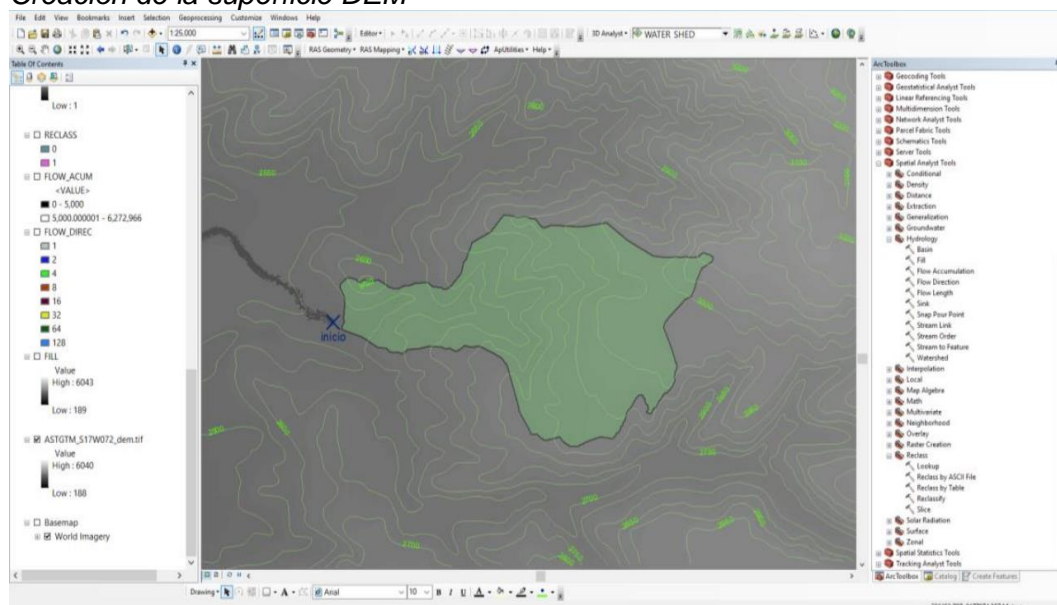 Creación de la superficie DEM
File Edit View Bookmarks Insert Selection Geoprocessing Customize Windows Help
1:25,000
Editor
3D Analyst
WATER SHED
RAS Geometry
RAS Mapping
ApUtilities
Help
Table Of Contents
Low : 1
RECLASS
0
1
FLOW_ACUM
<VALUE>
0 - 5,000
5,000.000001 - 6,272,966
FLOW_DIREC
1
2
4
8
16
32
64
128
FILL
Value
High : 6043
Low : 189
ASTGTM_S17W072_dem.tif
Value
High : 6040
Low : 188
Basemap
World Imagery
inicio
2700
2700
ArcToolbox
Geocoding Tools
Geostatistical Analyst Tools
Linear Referencing Tools
Multidimension Tools
Network Analyst Tools
Parcel Fabric Tools
Schematics Tools
Server Tools
Spatial Analyst Tools
Conditional
Density
Distance
Extraction
Generalization
Groundwater
Hydrology
Basin
Fill
Flow Accumulation
Flow Direction
Flow Length
Sink
Snap Pour Point
Stream Link
Stream Order
Stream to Feature
Watershed
Interpolation
Local
Map Algebra
Math
Multivariate
Neighborhood
Overlay
Raster Creation
Reclass
Lookup
Reclass by ASCII File
Reclass by Table
Reclassify
Slice
Solar Radiation
Surface
Zonal
Spatial Statistics Tools
Tracking Analyst Tools
ArcToolbox Catalog Create Features
Drawing
A
Arial
10
B I U A